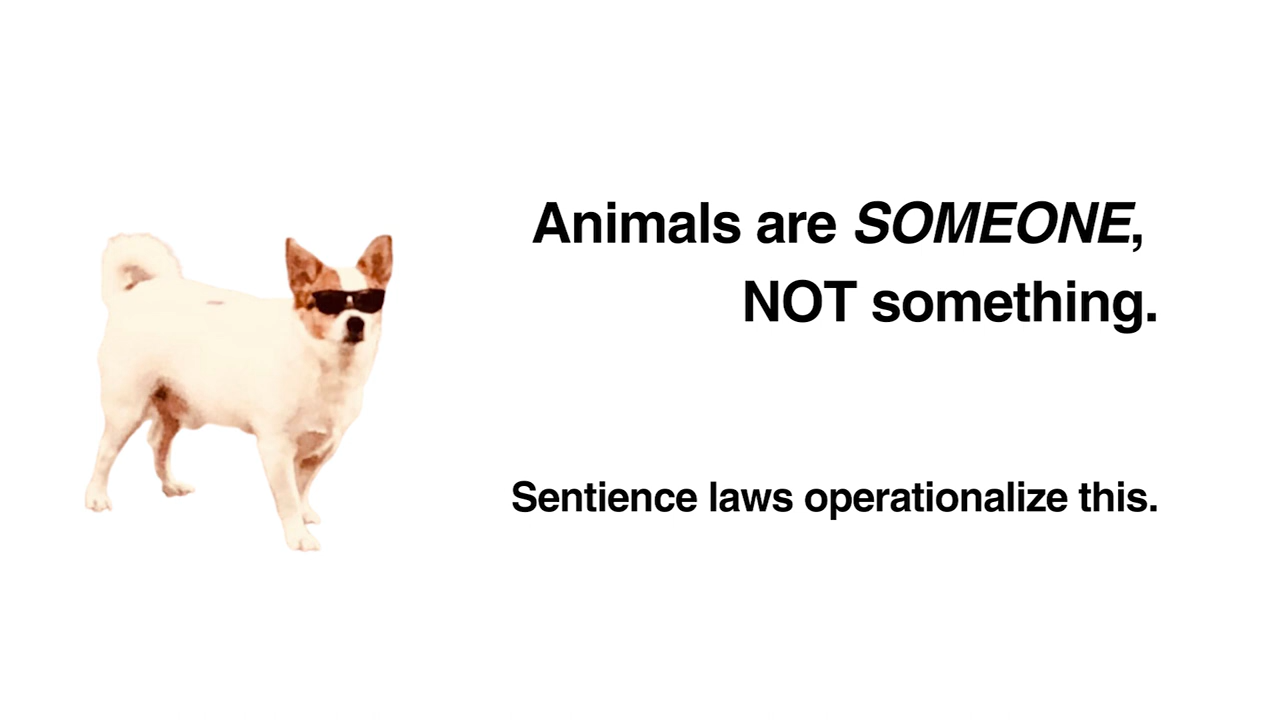 Animals are SOMEONE,
NOT something.
Sentience laws operationalize this.